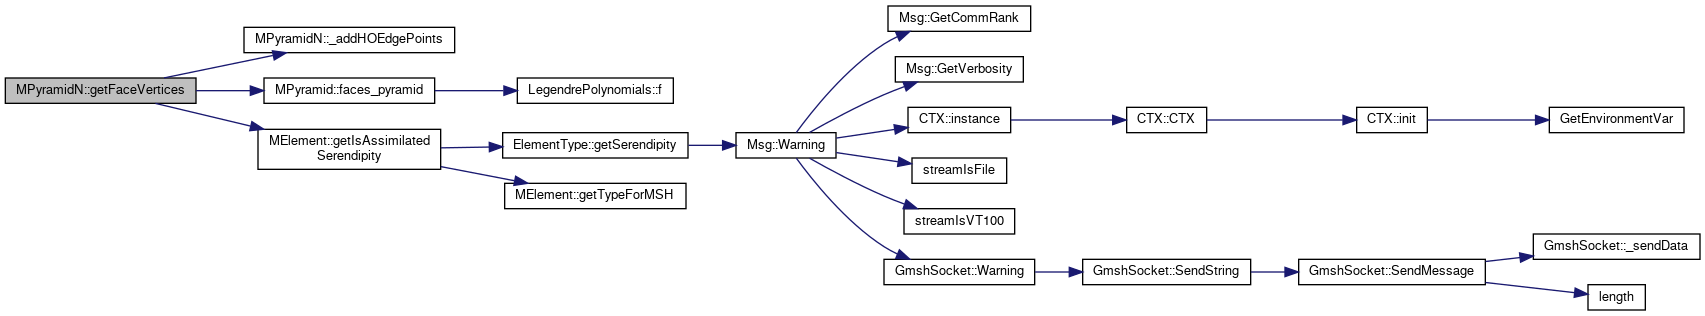 MPyramidN::getFaceVertices
MPyramidN::_addHOEdgePoints
MPyramid::faces_pyramid
LegendrePolynomials::f
MElement::getIsAssimilated
Serendipity
ElementType::getSerendipity
MElement::getTypeForMSH
Msg::Warning
Msg::GetCommRank
Msg::GetVerbosity
CTX::instance
CTX::CTX
CTX::init
GetEnvironmentVar
streamIsFile
streamIsVT100
GmshSocket::Warning
GmshSocket::SendString
GmshSocket::SendMessage
GmshSocket::_sendData
length